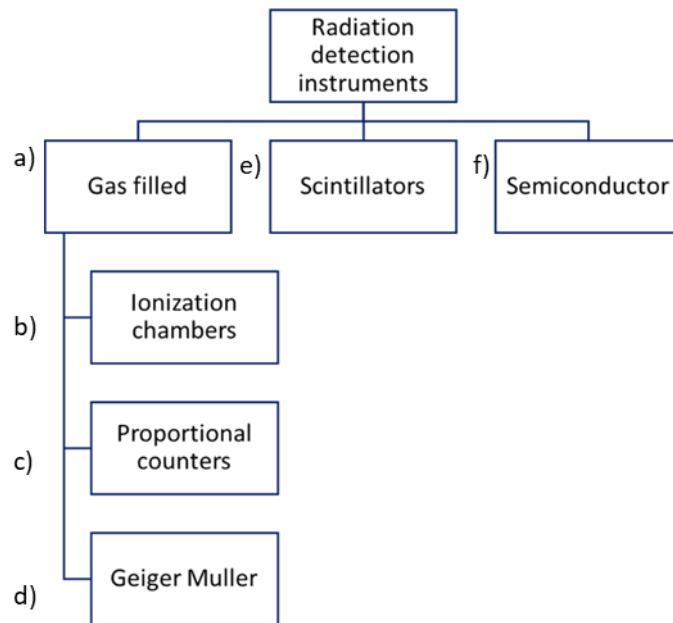 Radiation
detection
instruments
a)
Gas filled
e)
Scintillators
f)
Semiconductor
b)
Ionization
chambers
c)
Proportional
counters
d)
Geiger Muller